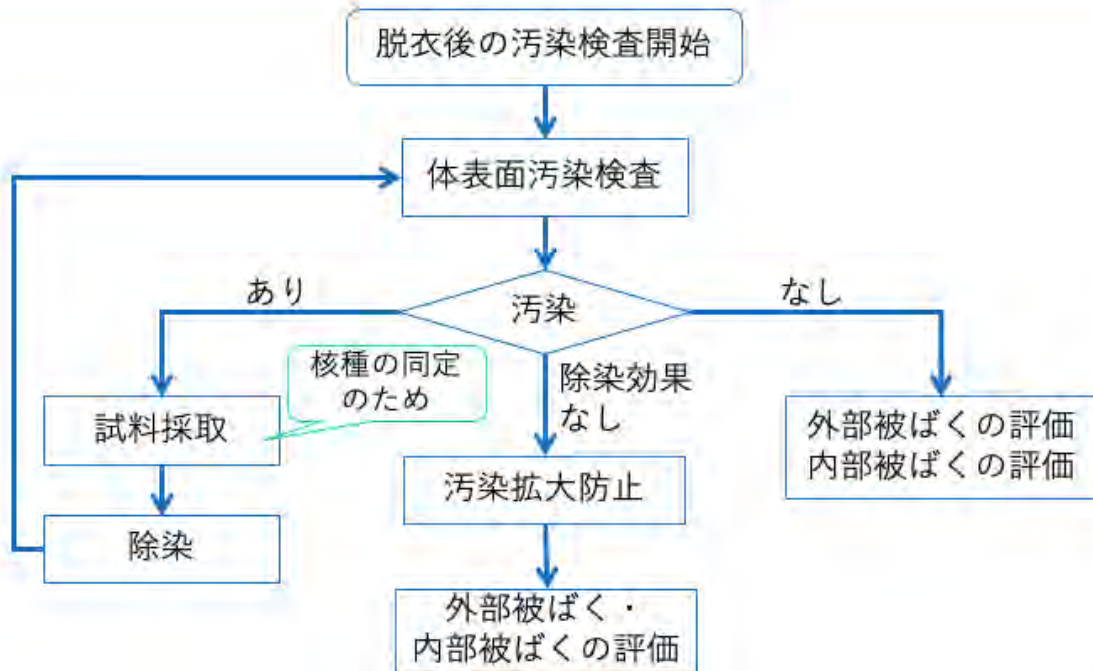 脱衣後の汚染検査開始
体表面汚染検査
あり
汚染
なし
核種の同定
のため
除染効果
なし
試料採取
外部被ばくの評価
内部被ばくの評価
汚染拡大防止
除染
外部被ばく・
内部被ばくの評価